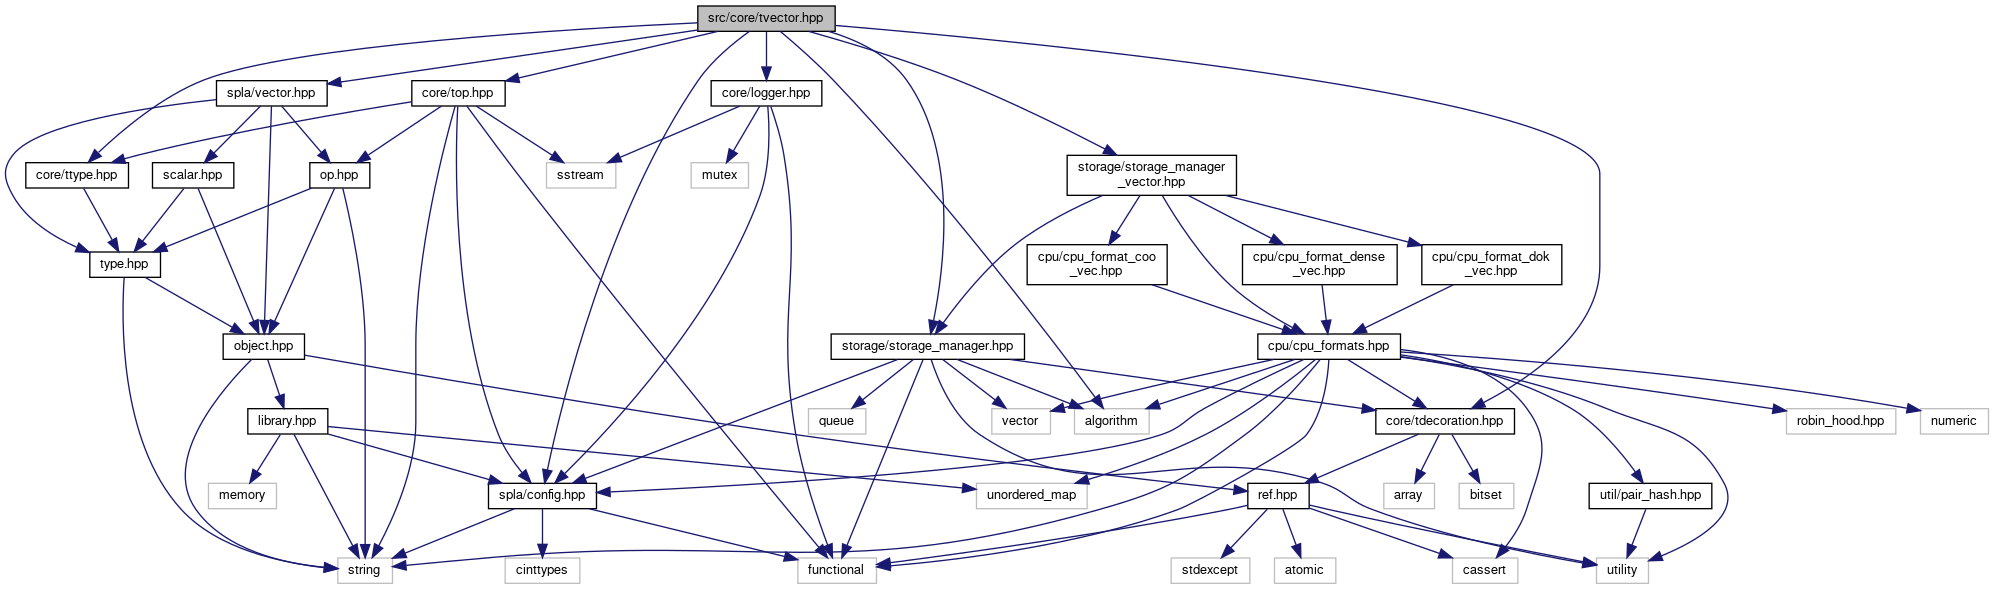 src/core/tvector.hpp
spla/vector.hpp
core/top.hpp
core/logger.hpp
core/ttype.hpp
scalar.hpp
op.hpp
sstream
mutex
storage/storage_manager
_vector.hpp
type.hpp
cpu/cpu_format_coo
_vec.hpp
cpu/cpu_format_dense
_vec.hpp
cpu/cpu_format_dok
_vec.hpp
object.hpp
storage/storage_manager.hpp
cpu/cpu_formats.hpp
library.hpp
queue
vector
algorithm
core/tdecoration.hpp
robin_hood.hpp
numeric
memory
spla/config.hpp
unordered_map
ref.hpp
array
bitset
util/pair_hash.hpp
string
cinttypes
functional
stdexcept
atomic
cassert
utility